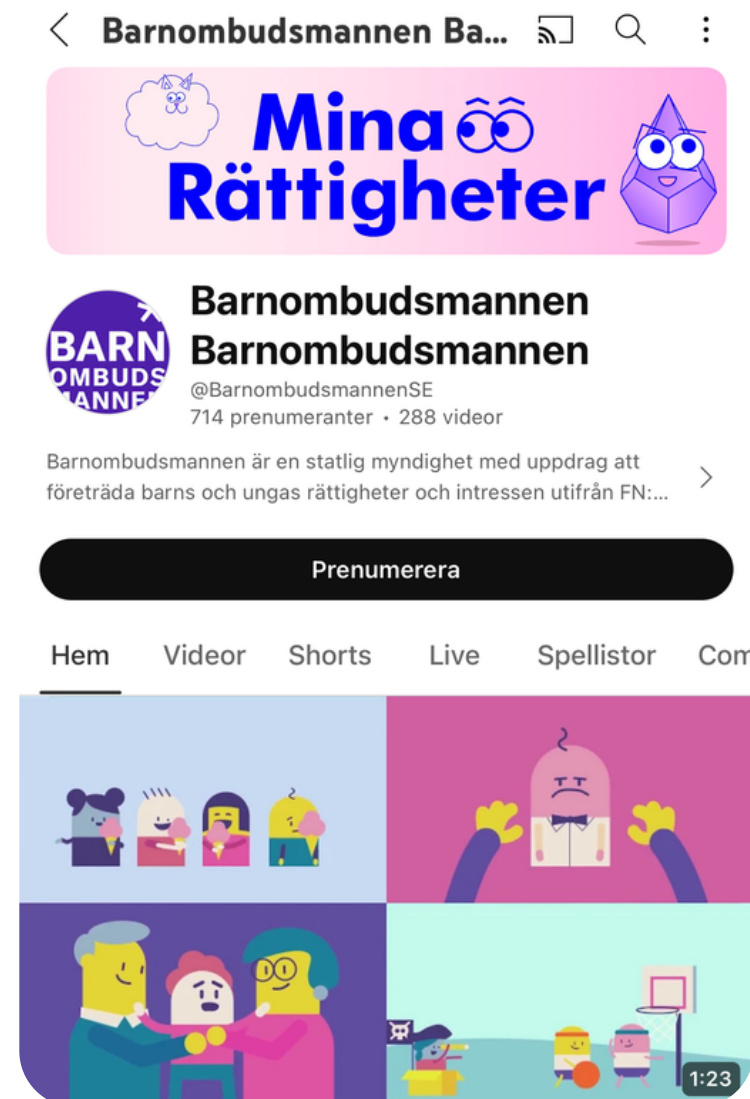 Barnombudsmannen Ba...
Mina
Rättigheter
BARN
OMBUDS
MANNEN
Barnombudsmannen
Barnombudsmannen
@BarnombudsmannenSE
714 prenumeranter • 288 videor
Barnombudsmannen är en statlig myndighet med uppdrag att
företräda barns och ungas rättigheter och intressen utifrån FN:...
Prenumerera
Hem Videor Shorts Live Spellistor Com
1:23